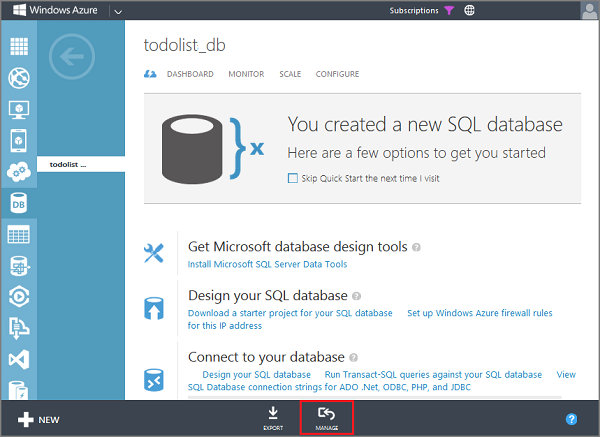 Windows Azure
Subscriptions
todolist_db
DASHBOARD MONITOR SCALE CONFIGURE
You created a new SQL database
Here are a few options to get you started
Skip Quick Start the next time I visit
todolist ...
DB
Get Microsoft database design tools ?
Install Microsoft SQL Server Data Tools
Design your SQL database ?
Download a starter project for your SQL database Set up Windows Azure firewall rules
for this IP address
Connect to your database ?
Design your SQL database Run Transact-SQL queries against your SQL database View
SQL Database connection strings for ADO .Net, ODBC, PHP, and JDBC
NEW
EXPORT
MANAGE
?